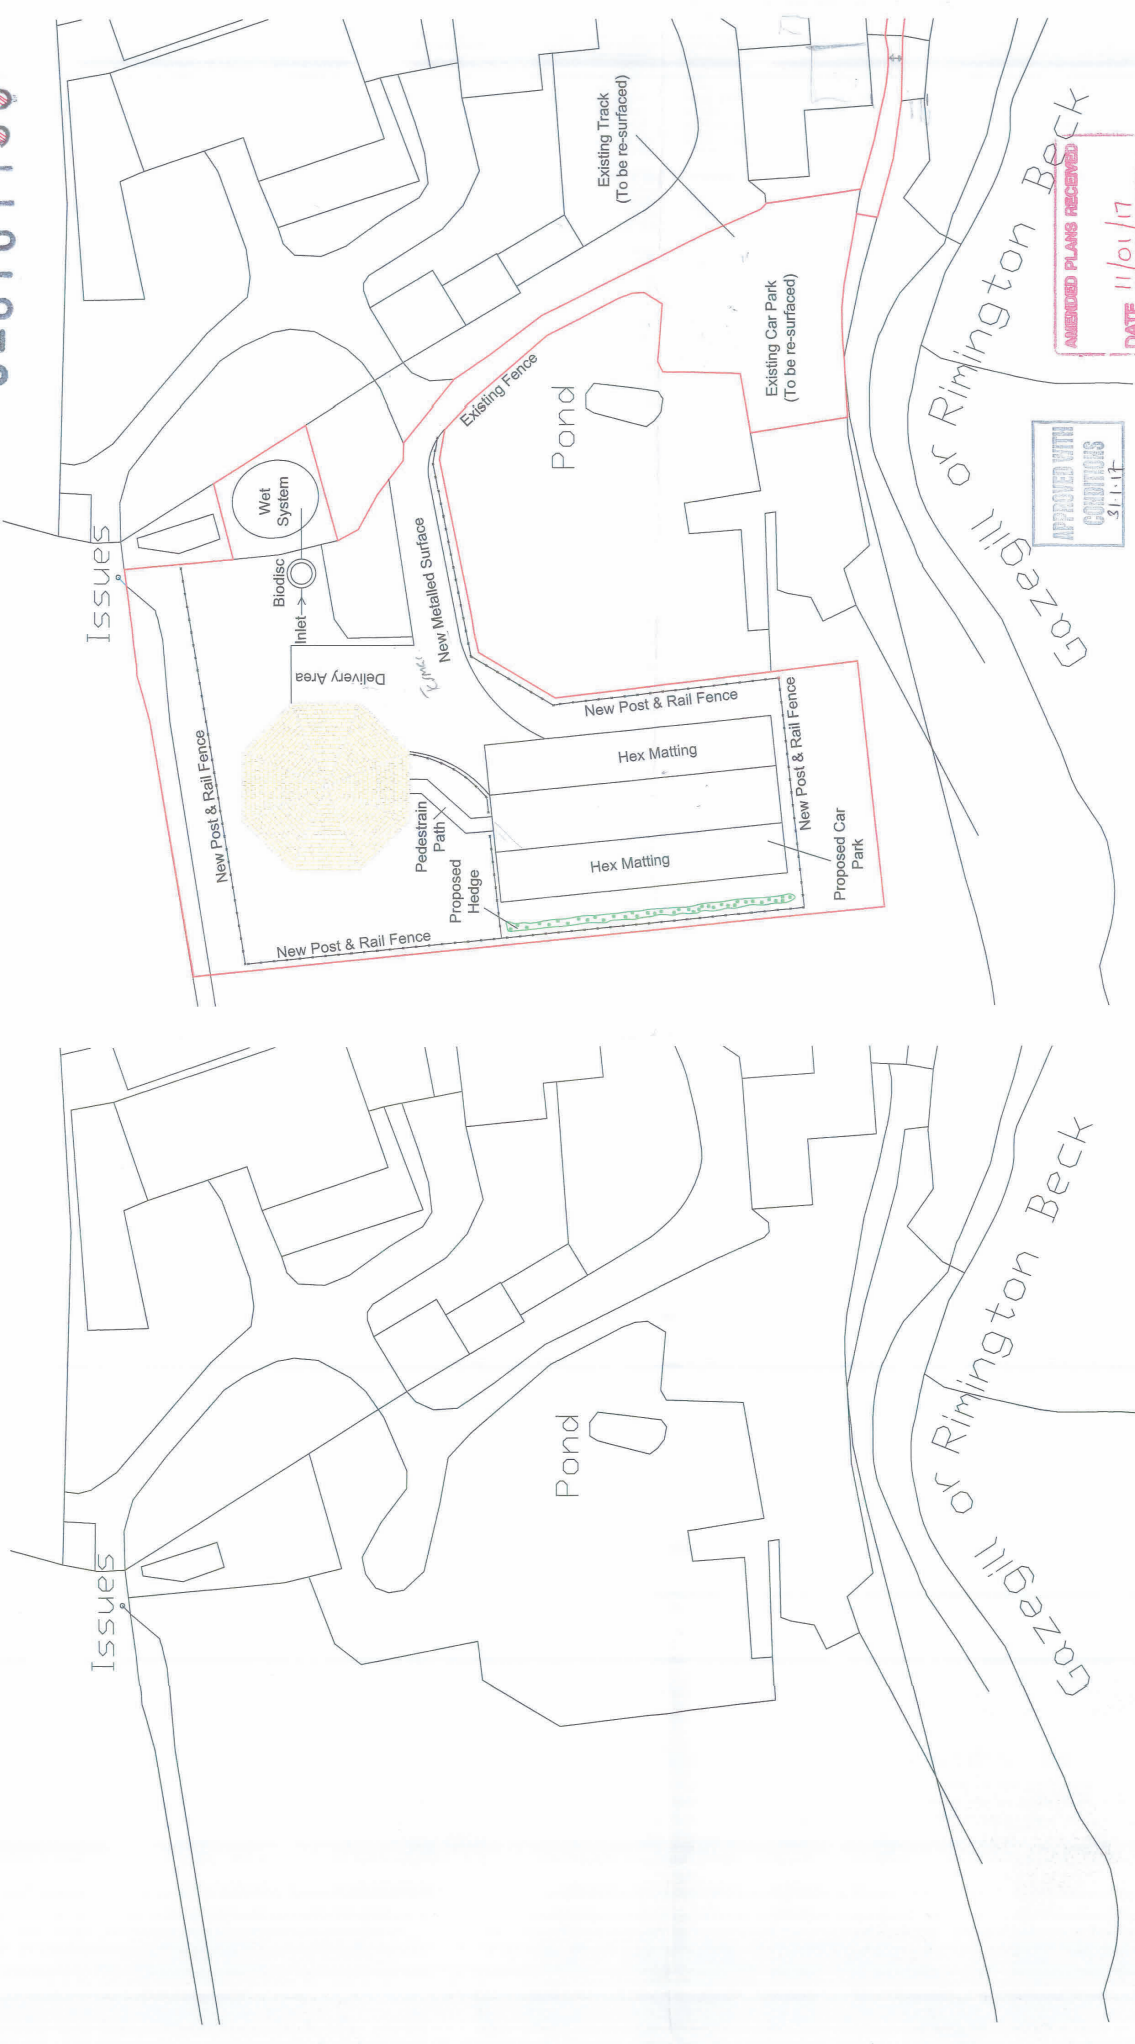 Issues
Wet
System
Biodisc
Inlet
Delivery Area
New Metalled Surface
Existing Fence
Pond
Existing Track
(To be re-surfaced)
Existing Car Park
(To be re-surfaced)
New Post & Rail Fence
New Post & Rail Fence
New Post & Rail Fence
New Post & Rail Fence
Pedestrian
Path
Proposed
Hedge
Hex Matting
Hex Matting
Proposed Car
Park
Gazegill or Rimington Beck
AMENDED PLANS RECEIVED
DATE 11/01/17
APPROVED WITH
CONDITIONS
31.1.17
Issues
Pond
Gazegill or Rimington Beck